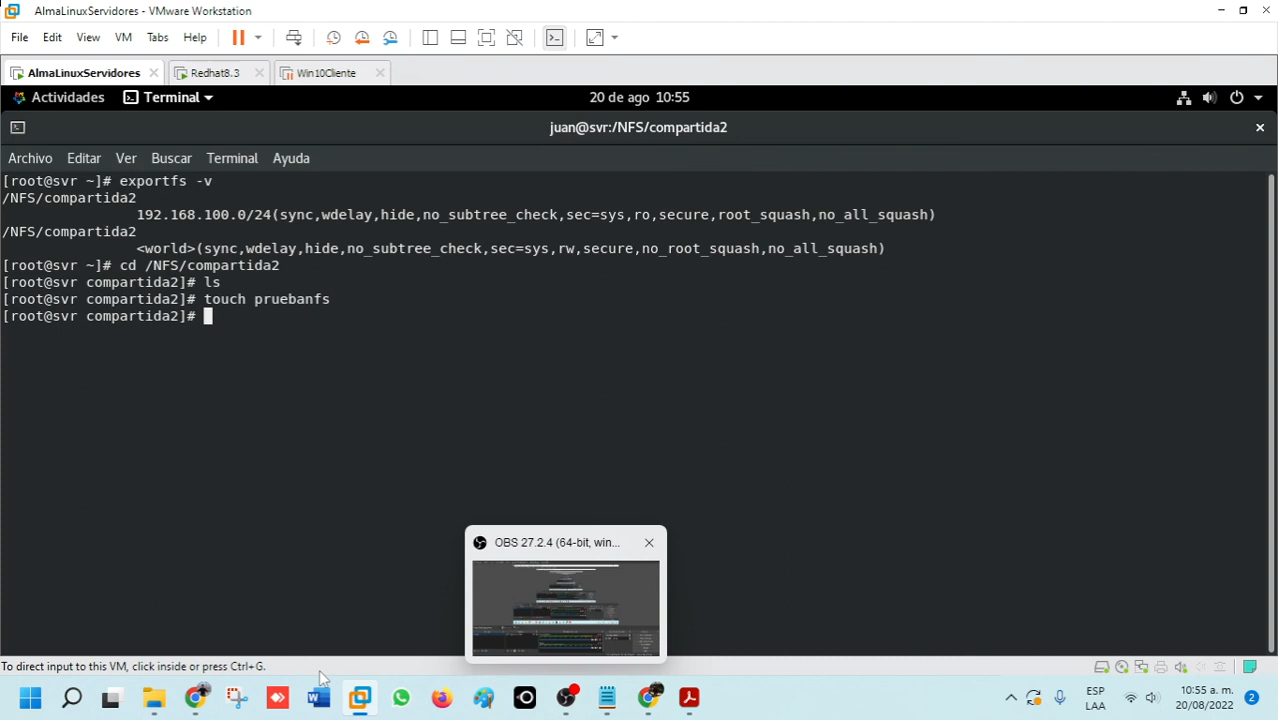 AlmaLinuxServidores - VMware Workstation
File Edit View VM Tabs Help
AlmaLinuxServidores Redhat8.3 Win10Cliente
Actividades Terminal 20 de ago 10:55
juan@svr:/NFS/compartida2
Archivo Editar Ver Buscar Terminal Ayuda
[root@svr ~]# exportfs -v
/NFS/compartida2
192.168.100.0/24(sync,wdelay,hide,no_subtree_check,sec=sys,ro,secure,root_squash,no_all_squash)
/NFS/compartida2
<world>(sync,wdelay,hide,no_subtree_check,sec=sys,rw,secure,no_root_squash,no_all_squash)
[root@svr ~]# cd /NFS/compartida2
[root@svr compartida2]# ls
[root@svr compartida2]# touch pruebanfs
[root@svr compartida2]#
OBS 27.2.4 (64-bit, win...
To direct input to this VM, click inside or press Ctrl+G.
ESP
LAA
10:55 a. m.
20/08/2022
2